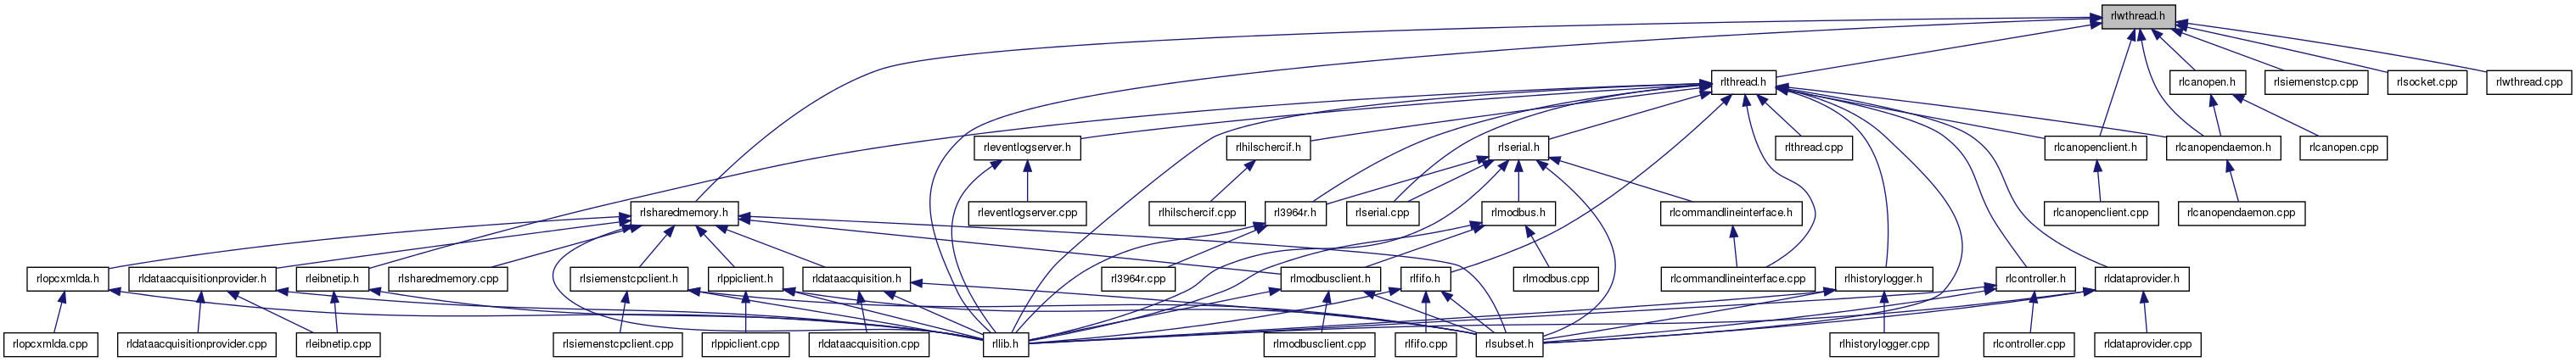 rlwthread.h
rlthread.h
rlcanopen.h
rlsiemenstcp.cpp
rlsocket.cpp
rlwthread.cpp
rleventlogserver.h
rlhilschercif.h
rlserial.h
rlthread.cpp
rlcanopenclient.h
rlcanopendaemon.h
rlcanopen.cpp
rlsharedmemory.h
rleventlogserver.cpp
rlhilschercif.cpp
rl3964r.h
rlserial.cpp
rlmodbus.h
rlcommandlineinterface.h
rlcanopenclient.cpp
rlcanopendaemon.cpp
rlopcxmlda.h
rldataacquisitionprovider.h
rleibnetip.h
rlsharedmemory.cpp
rlsiemenstcpclient.h
rlppiclient.h
rldataacquisition.h
rl3964r.cpp
rlmodbusclient.h
rlfifo.h
rlmodbus.cpp
rlcommandlineinterface.cpp
rlhistorylogger.h
rlcontroller.h
rldataprovider.h
rlopcxmlda.cpp
rldataacquisitionprovider.cpp
rleibnetip.cpp
rlsiemenstcpclient.cpp
rlppiclient.cpp
rldataacquisition.cpp
rllib.h
rlmodbusclient.cpp
rlfifo.cpp
rlsubset.h
rlhistorylogger.cpp
rlcontroller.cpp
rldataprovider.cpp